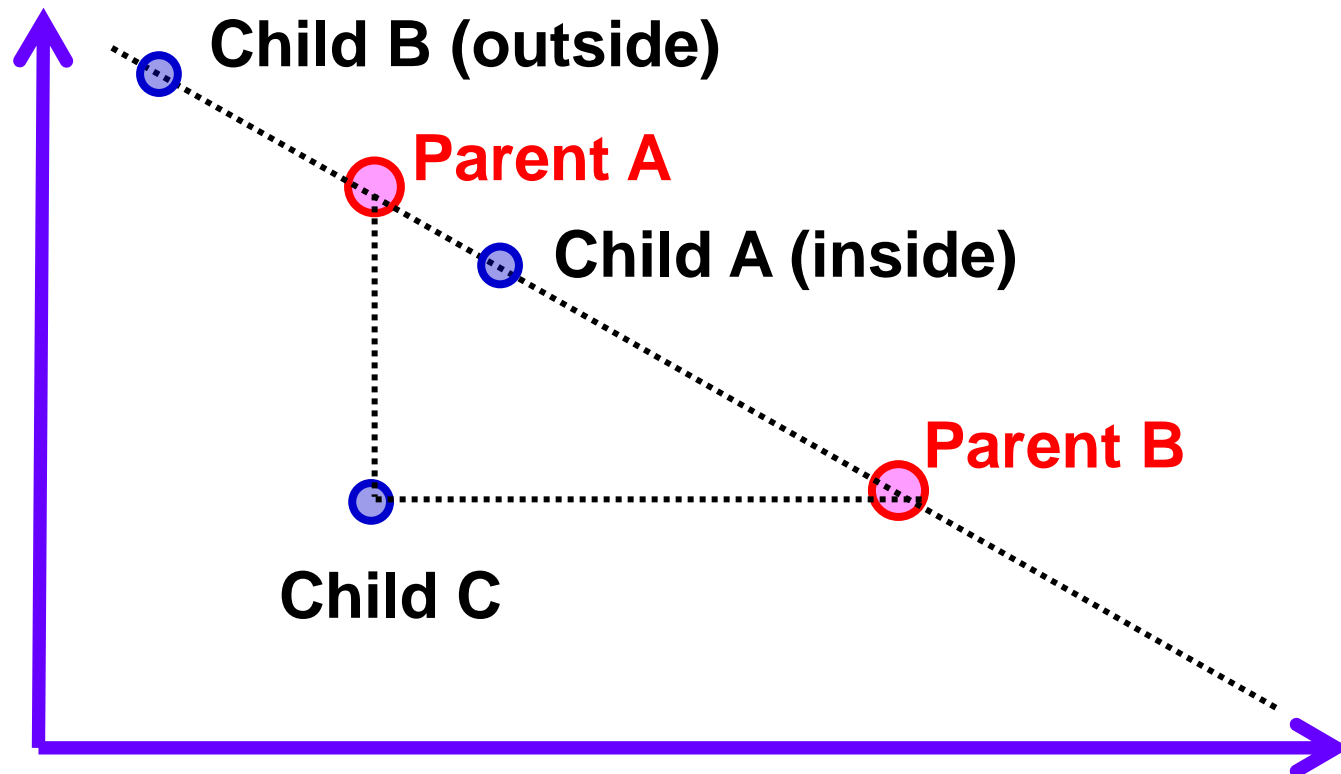 Child B (outside)
Parent A
Child A (inside)
Parent B
Child C